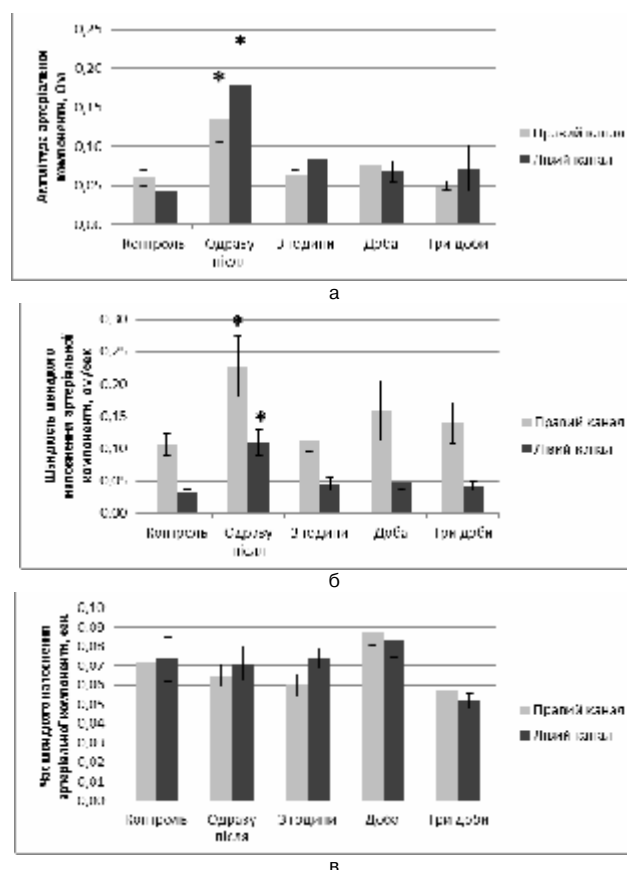 0,25
0,20
0,15
0,10
0,05
0,00
Амплітуда артеріальної
компоненти, Ом
*
*
Контроль
Одразу
після
3 години
Доба
Три доби
Правий канал
Лівий канал
а
0,30
0,25
0,20
0,15
0,10
0,05
0,00
Швидкість швидкого
наповнення артеріальної
компоненти, ом/сек
*
*
Контроль
Одразу
після
3 години
Доба
Три доби
Правий канал
Лівий канал
б
0,10
0,09
0,08
0,07
0,06
0,05
0,04
0,03
0,02
0,01
0,00
Час швидкого наповнення
артеріальної компоненти, сек
Контроль
Одразу
після
3 години
Доба
Три доби
Правий канал
Лівий канал
в